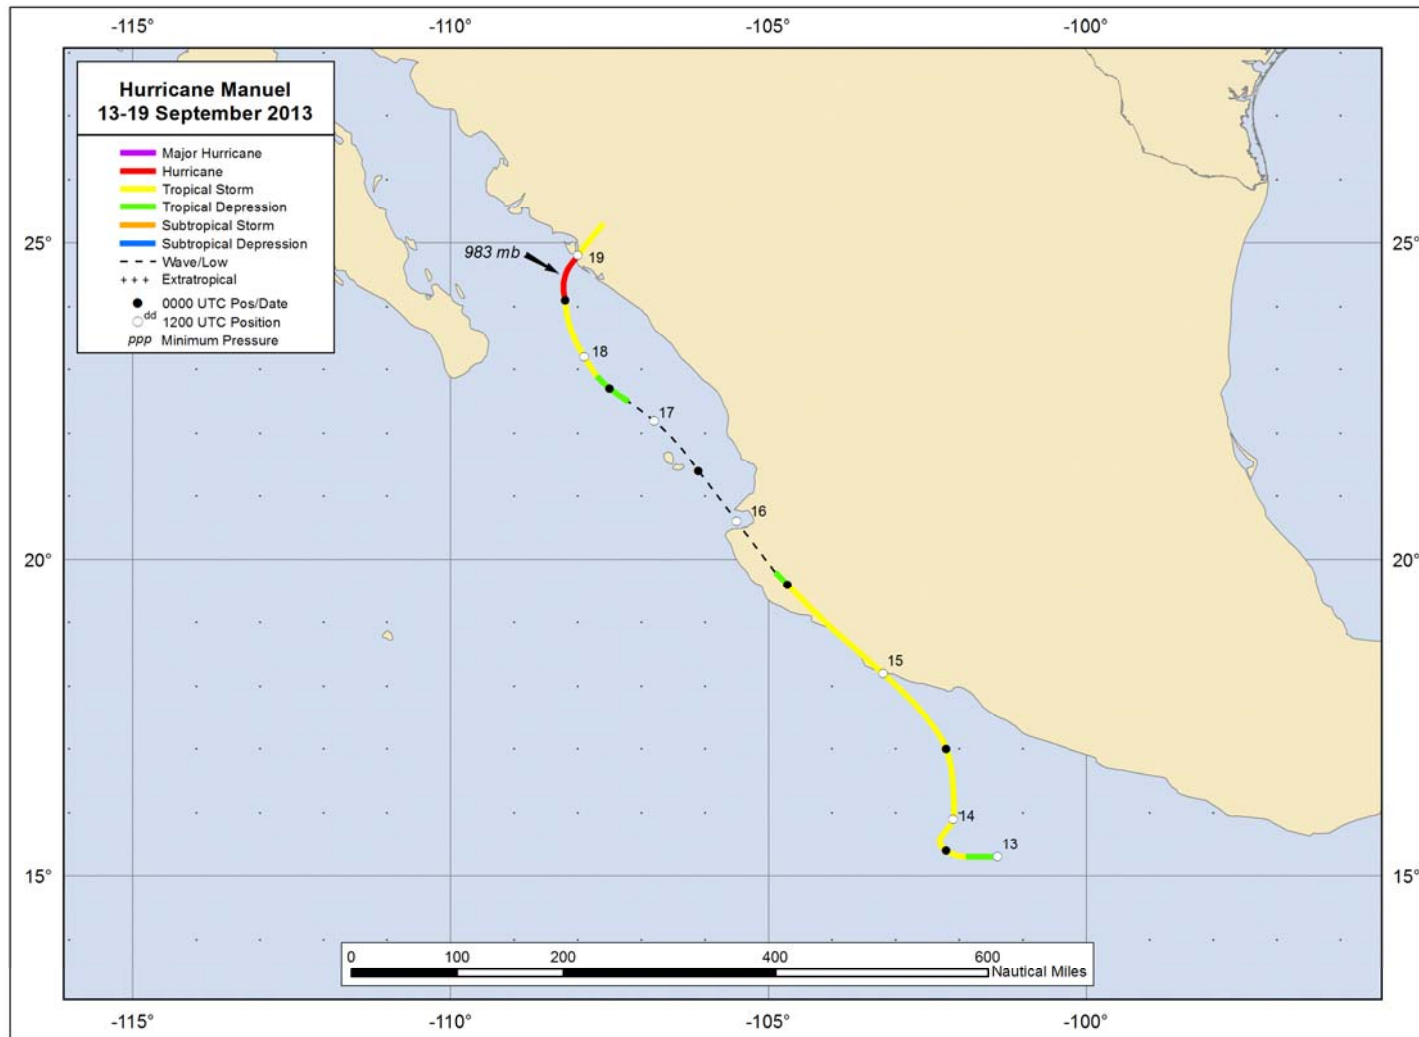 -115° -110° -105° -100°
Hurricane Manuel
13-19 September 2013
Major Hurricane
Hurricane
Tropical Storm
Tropical Depression
Subtropical Storm
Subtropical Depression
Wave/Low
+++ Extratropical
0000 UTC Pos/Date
dd 1200 UTC Position
ppp Minimum Pressure
25° 25°
983 mb
19
18
17
16
20° 20°
15
14
13
15° 15°
0 100 200 400 600
Nautical Miles
-115° -110° -105° -100°